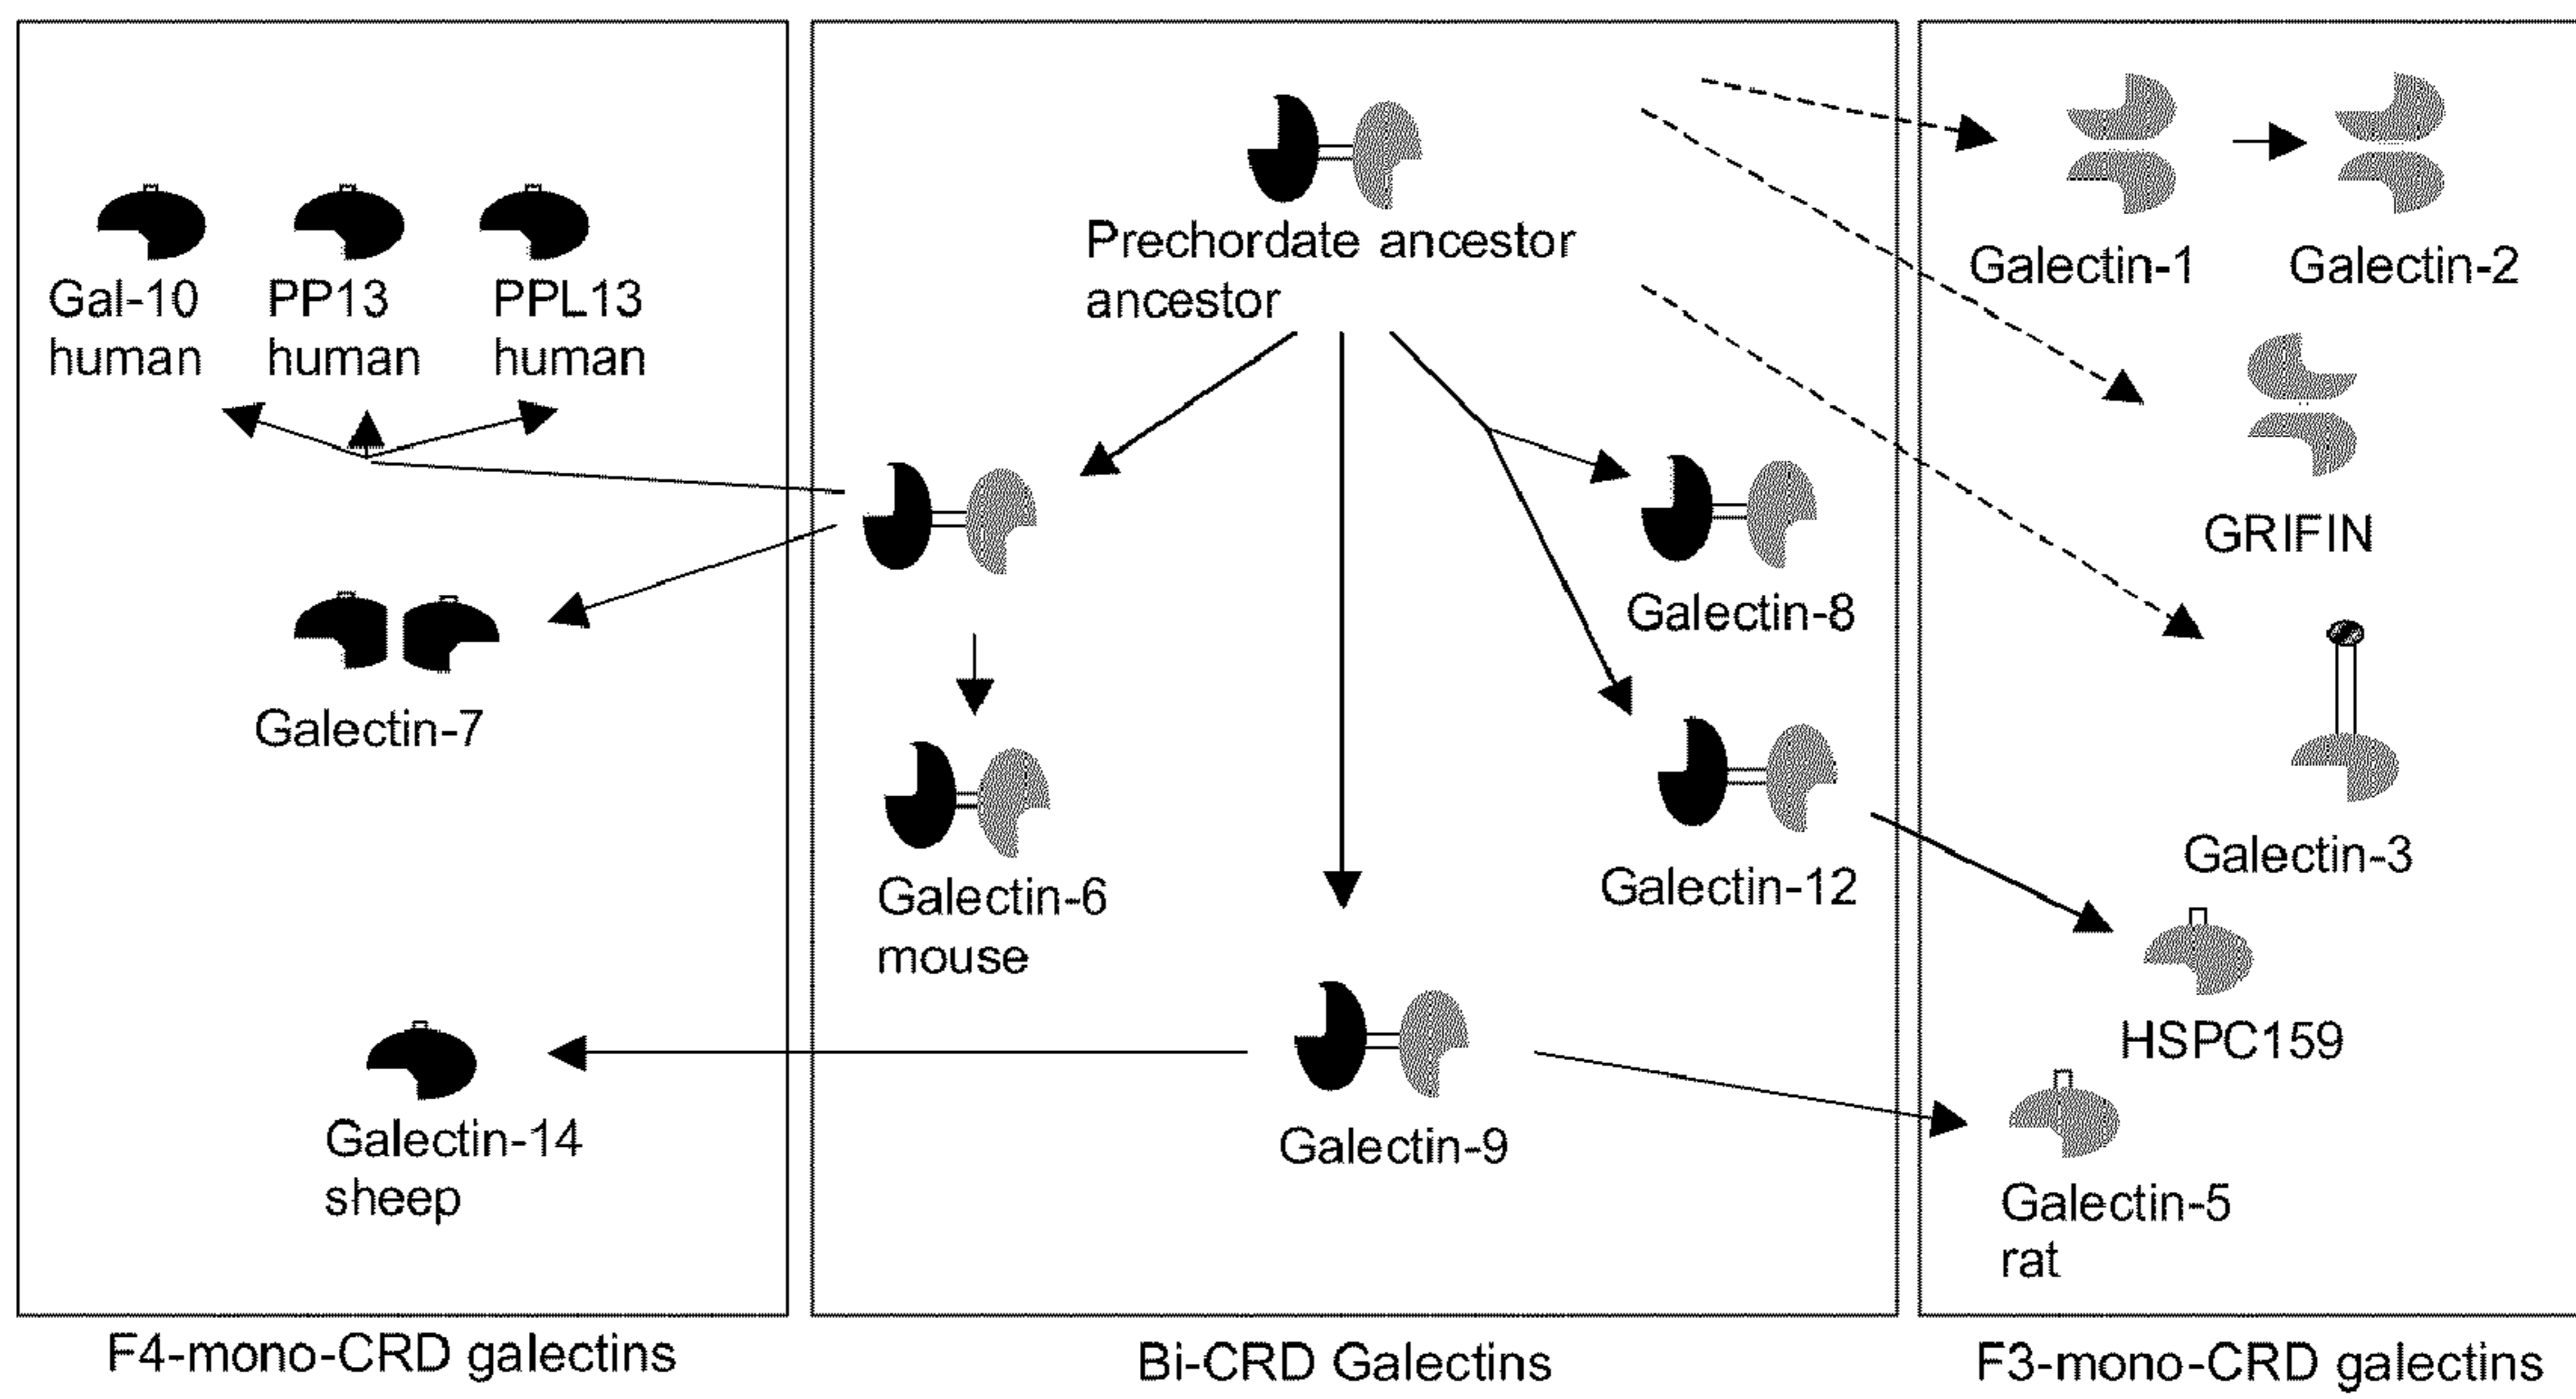 Gal-10
human
PP13
human
PPL13
human
Galectin-7
Galectin-14
sheep
F4-mono-CRD galectins
Prechordate ancestor
ancestor
Galectin-8
Galectin-12
Galectin-6
mouse
Galectin-9
Bi-CRD Galectins
Galectin-1
Galectin-2
GRIFIN
Galectin-3
HSPC159
Galectin-5
rat
F3-mono-CRD galectins